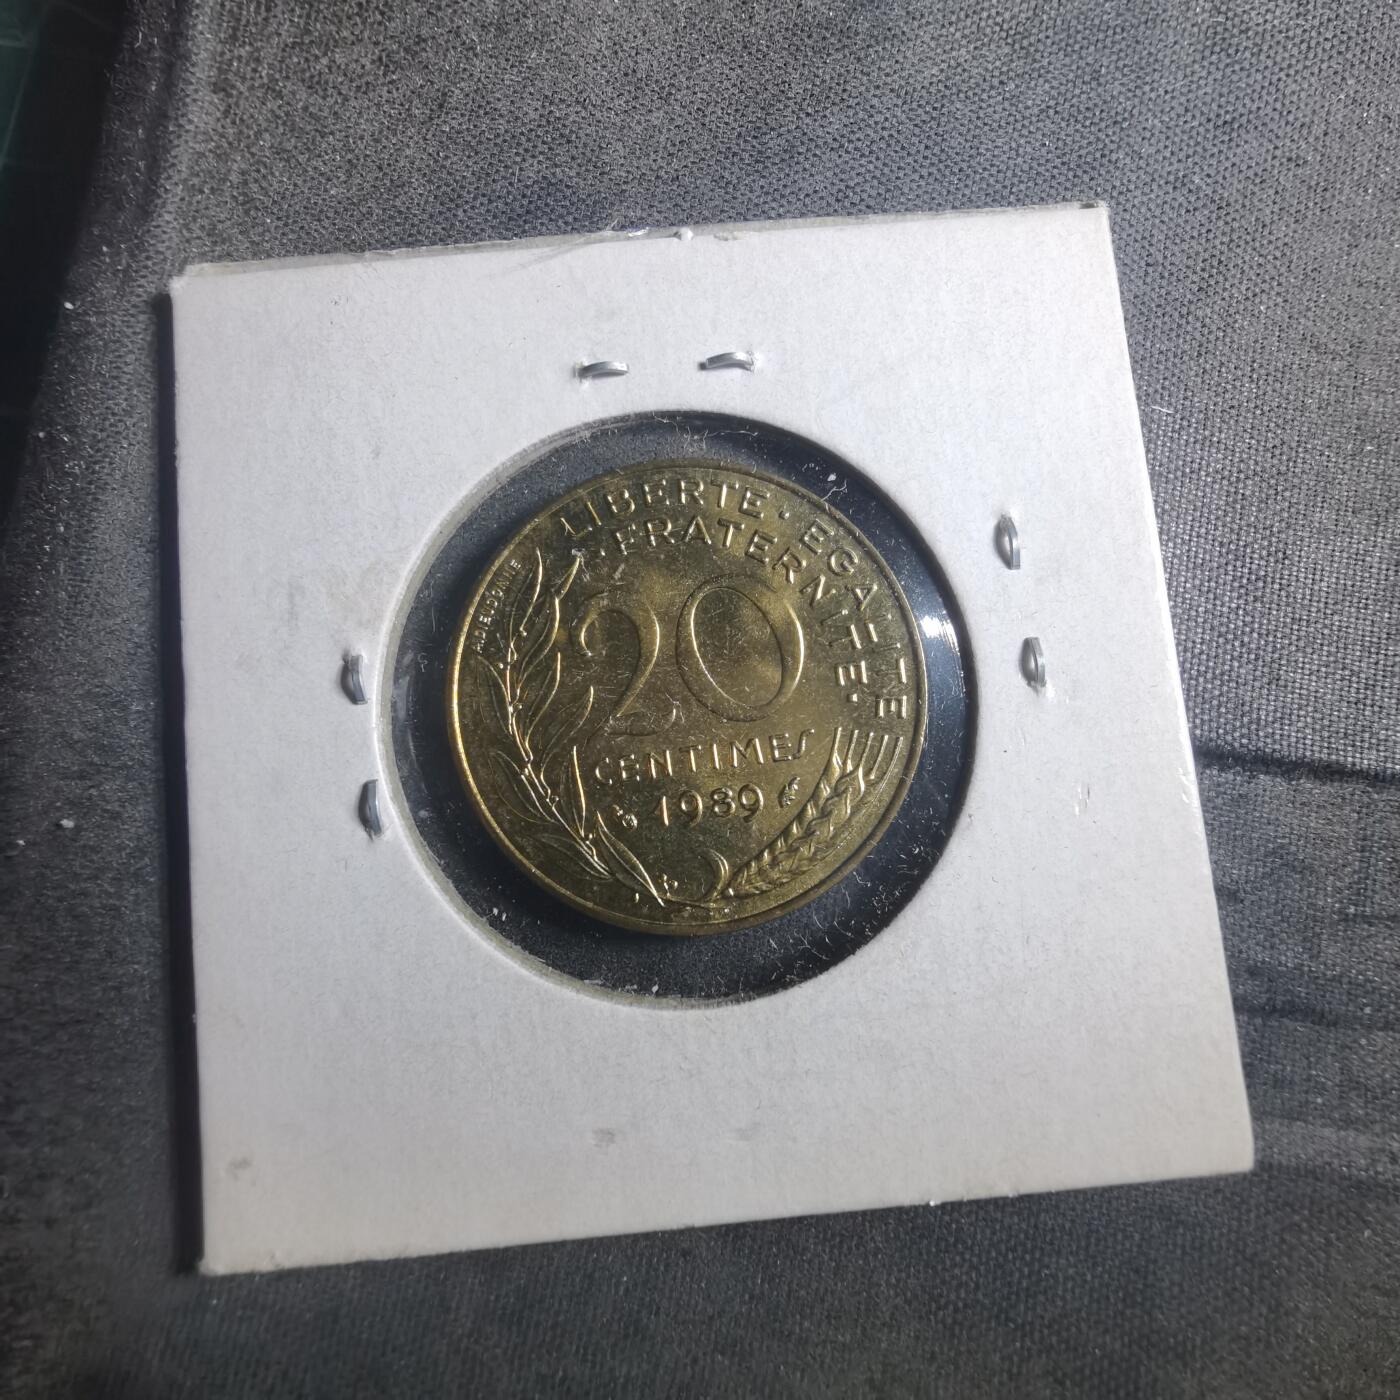 LIBERTE · EGALITE
· FRATERNITE ·
A.DIEUDONNE
20
CENTIMES
1989